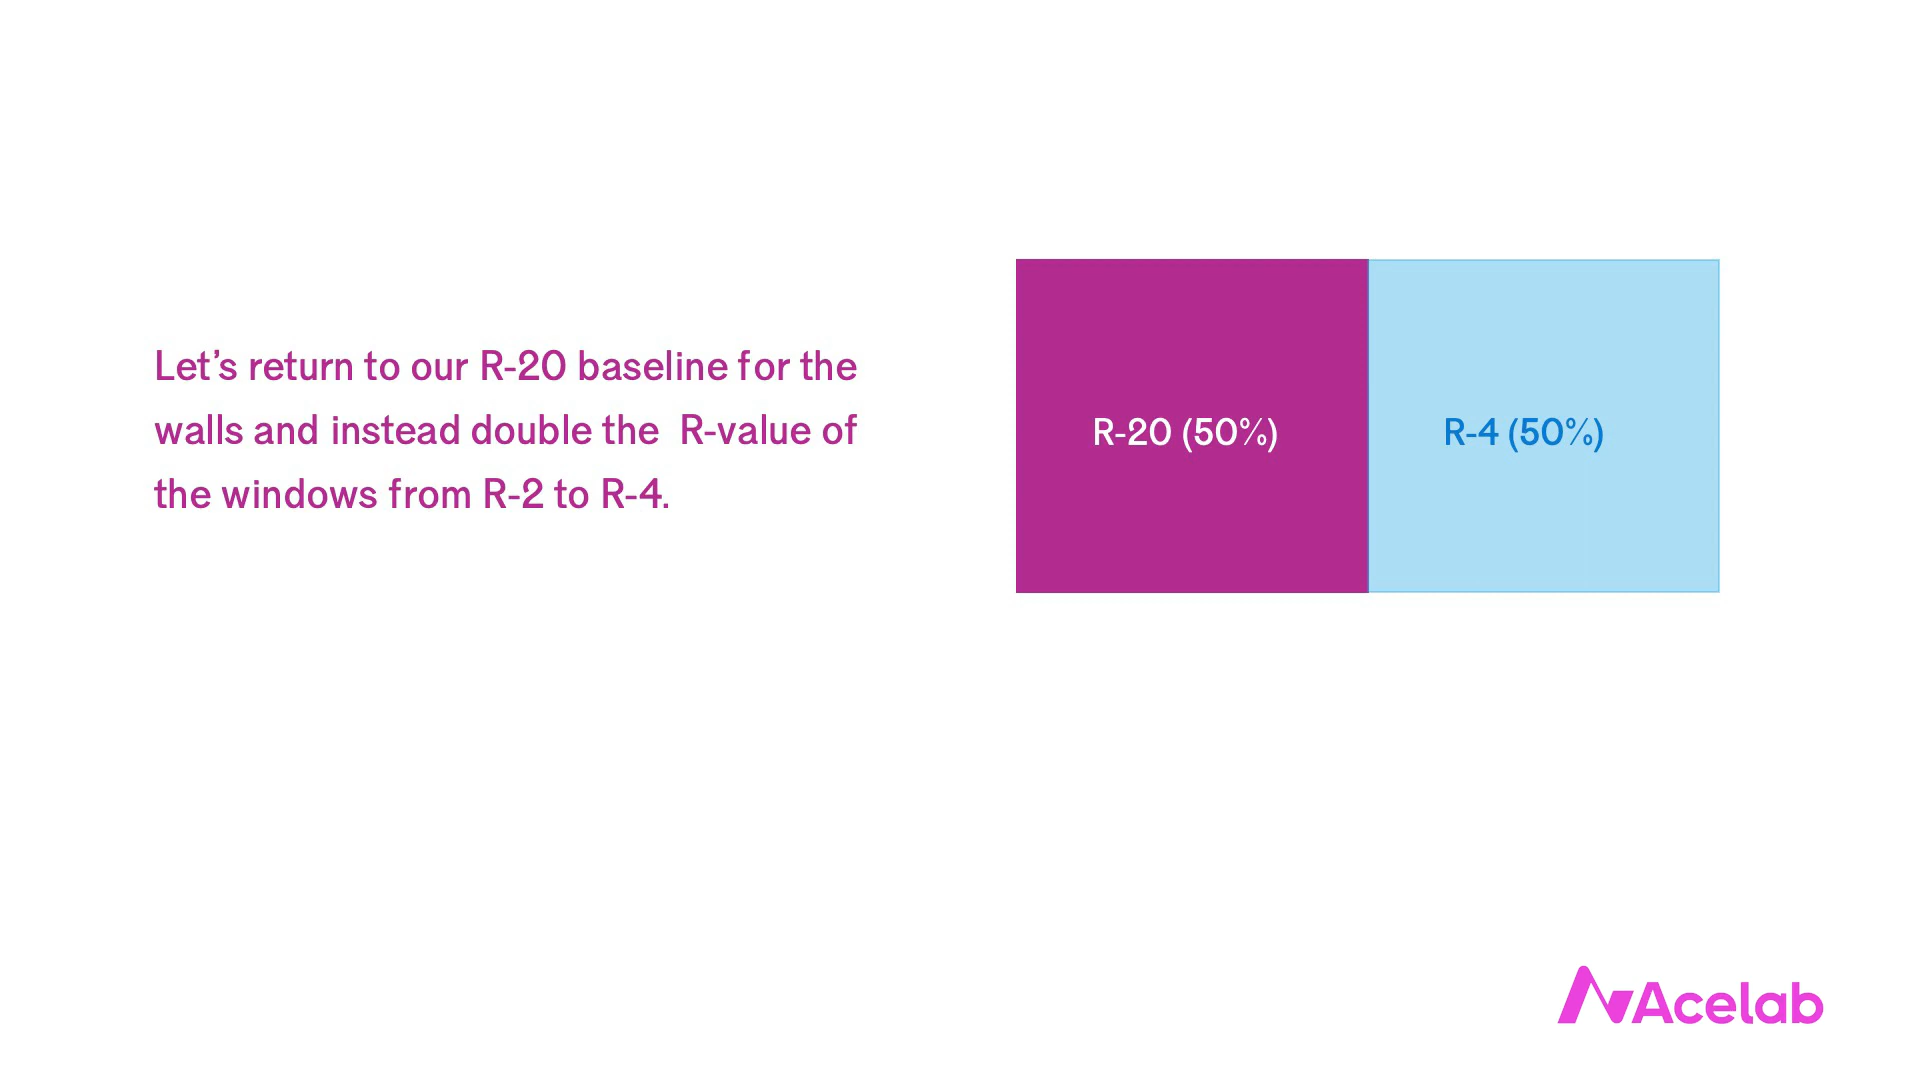 Let’s return to our R-20 baseline for the
walls and instead double the  R-value of
the windows from R-2 to R-4.
R-20 (50%)
R-4 (50%)
Acelab